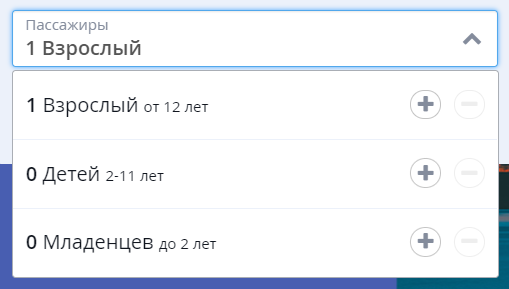 Пассажиры
1 Взрослый
1 Взрослый от 12 лет
0 Детей 2-11 лет
0 Младенцев до 2 лет